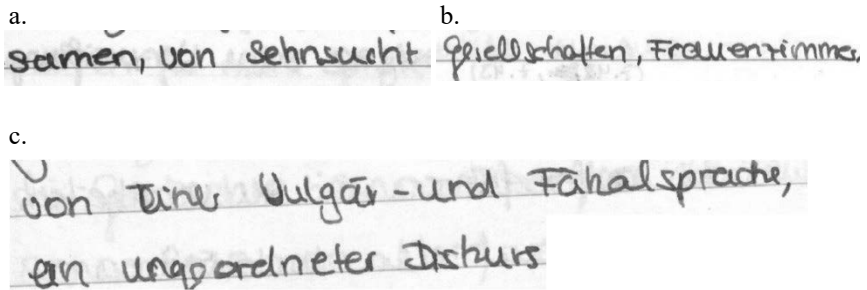 a. b.
samen, von Sehnsucht Gesellschaften, Frauenzimmer,
c.
von Einer Vulgär-und Fäkalsprache,
ein ungeordneter Diskurs